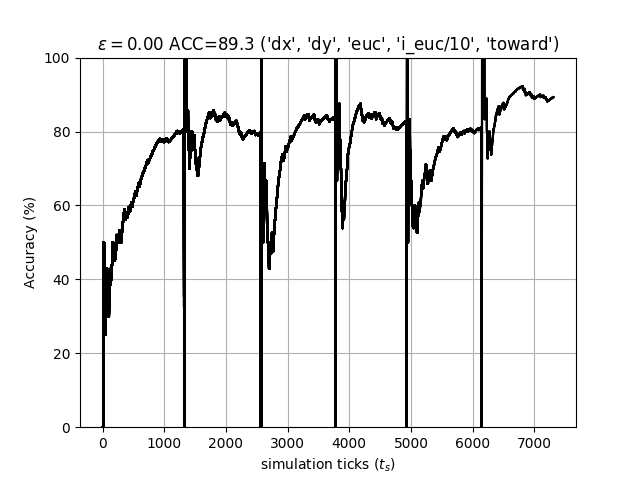 ε = 0.00 ACC=89.3 ('dx', 'dy', 'euc', 'i_euc/10', 'toward')
100
80
60
40
20
0
Accuracy (%)
0 1000 2000 3000 4000 5000 6000 7000
simulation ticks (tₛ)